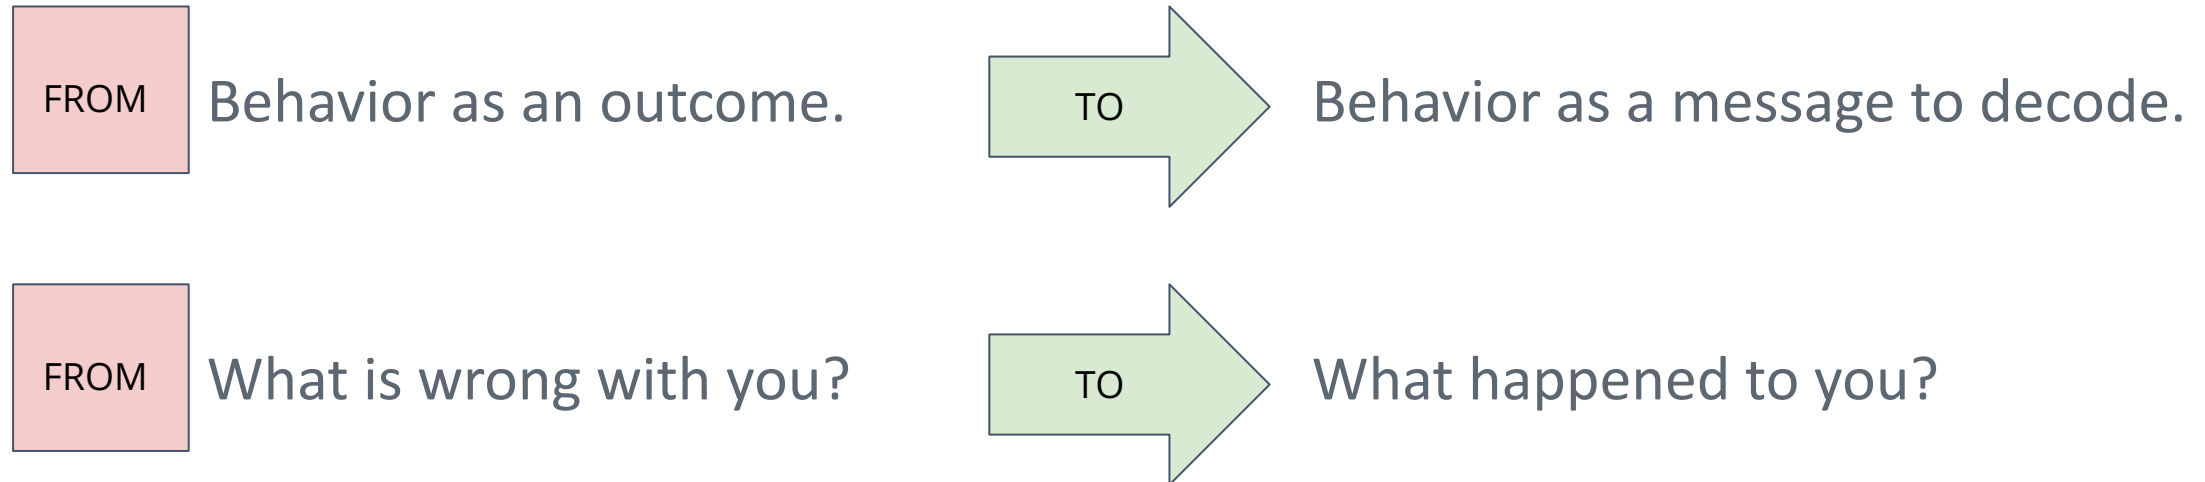 FROM Behavior as an outcome. TO Behavior as a message to decode.
FROM What is wrong with you? TO What happened to you?